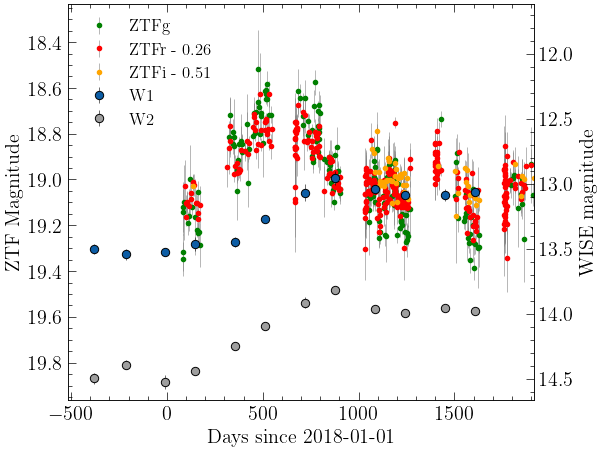 ZTFg
ZTFr - 0.26
ZTFi - 0.51
W1
W2
ZTF Magnitude
18.4
18.6
18.8
19.0
19.2
19.4
19.6
19.8
WISE magnitude
12.0
12.5
13.0
13.5
14.0
14.5
−500 0 500 1000 1500
Days since 2018-01-01